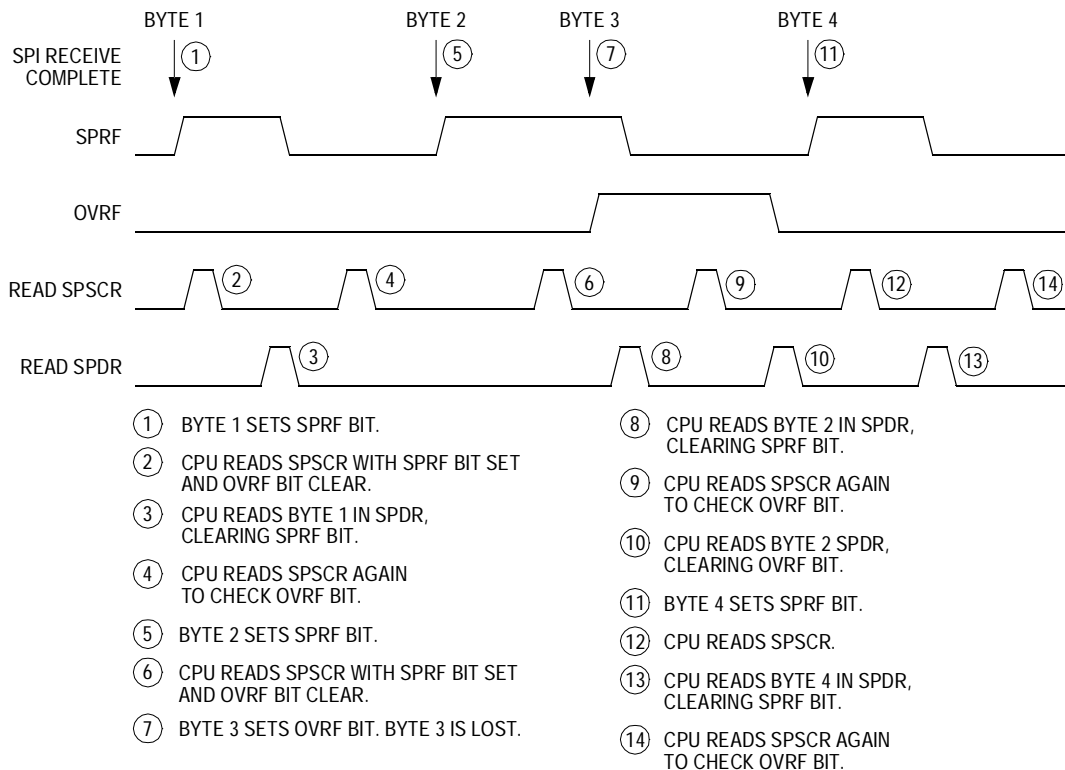 BYTE 1 BYTE 2 BYTE 3 BYTE 4
SPI RECEIVE
COMPLETE
1 5 7 11
SPRF
OVRF
READ SPSCR
2 4 6 9 12 14
READ SPDR
3 8 10 13
1 BYTE 1 SETS SPRF BIT.
2 CPU READS SPSCR WITH SPRF BIT SET
AND OVRF BIT CLEAR.
3 CPU READS BYTE 1 IN SPDR,
CLEARING SPRF BIT.
4 CPU READS SPSCR AGAIN
TO CHECK OVRF BIT.
5 BYTE 2 SETS SPRF BIT.
6 CPU READS SPSCR WITH SPRF BIT SET
AND OVRF BIT CLEAR.
7 BYTE 3 SETS OVRF BIT. BYTE 3 IS LOST.
8 CPU READS BYTE 2 IN SPDR,
CLEARING SPRF BIT.
9 CPU READS SPSCR AGAIN
TO CHECK OVRF BIT.
10 CPU READS BYTE 2 SPDR,
CLEARING OVRF BIT.
11 BYTE 4 SETS SPRF BIT.
12 CPU READS SPSCR.
13 CPU READS BYTE 4 IN SPDR,
CLEARING SPRF BIT.
14 CPU READS SPSCR AGAIN
TO CHECK OVRF BIT.